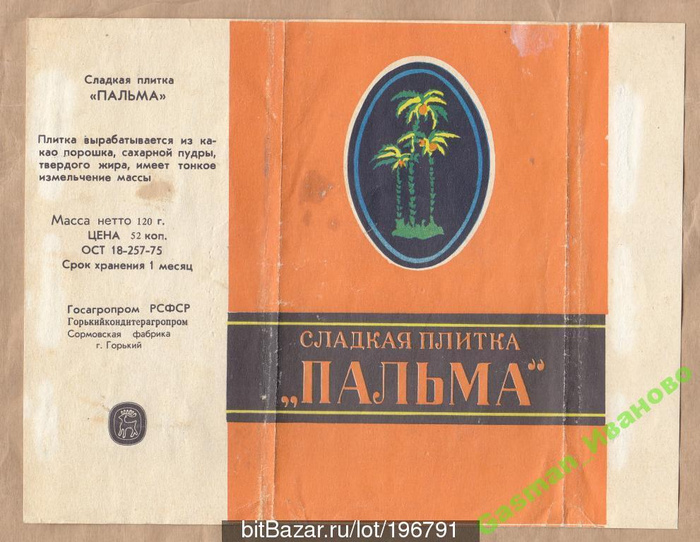 Сладкая плитка
«ПАЛЬМА»
Плитка вырабатывается из ка-
као порошка, сахарной пудры,
твердого жира, имеет тонкое
измельчение массы
Масса нетто 120 г.
ЦЕНА 52 коп.
ОСТ 18-257-75
Срок хранения 1 месяц
Госагропром РСФСР
Горькийкондитерагропром
Сормовская фабрика
г. Горький
СЛАДКАЯ ПЛИТКА
„ПАЛЬМА“
Gasman_Иваново
bitBazar.ru/lot/196791